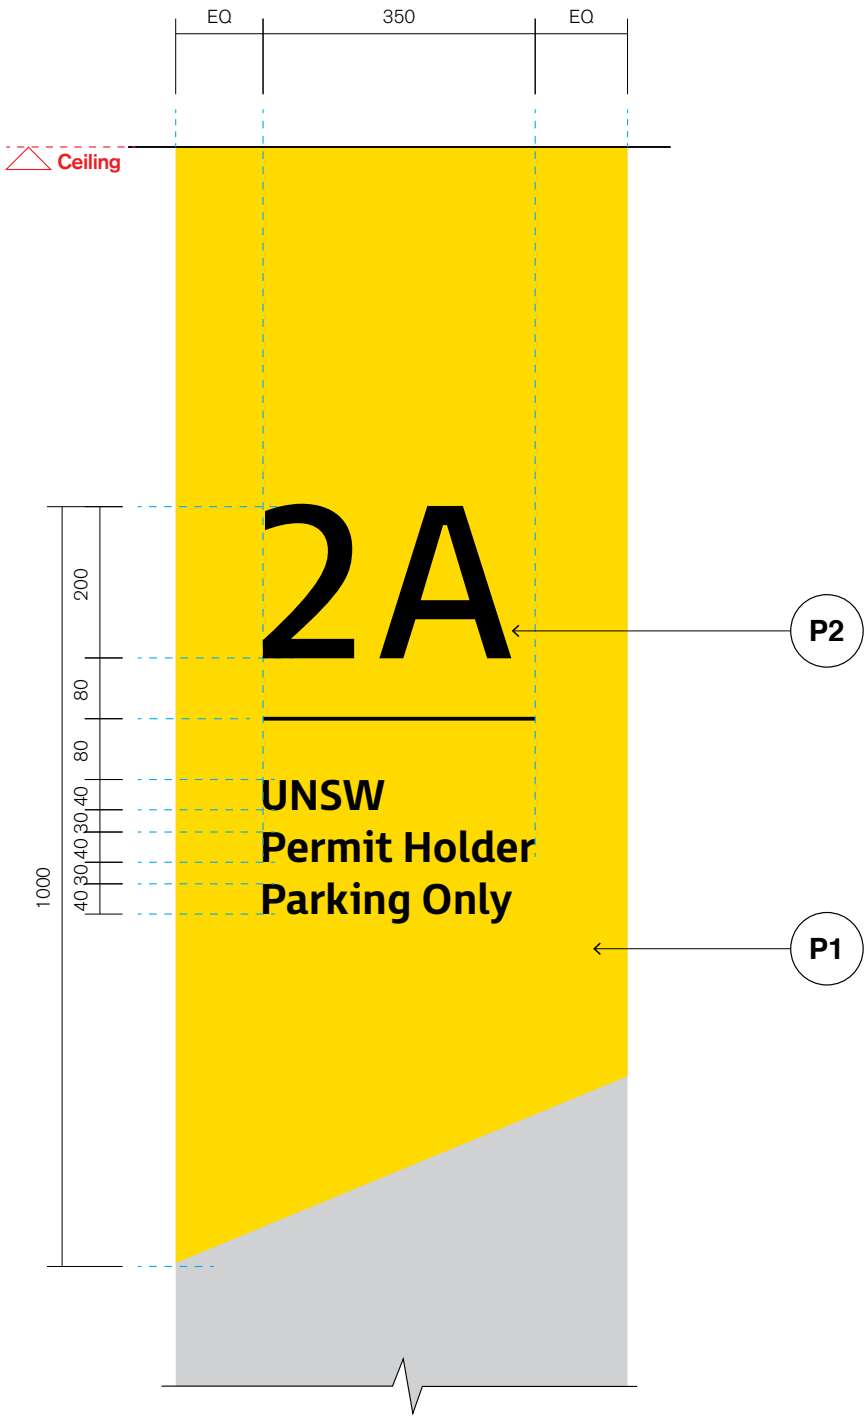 EQ 350 EQ
Ceiling
2A
200
P2
80
80
UNSW
40
30
Permit Holder
40
1000
30
Parking Only
40
P1